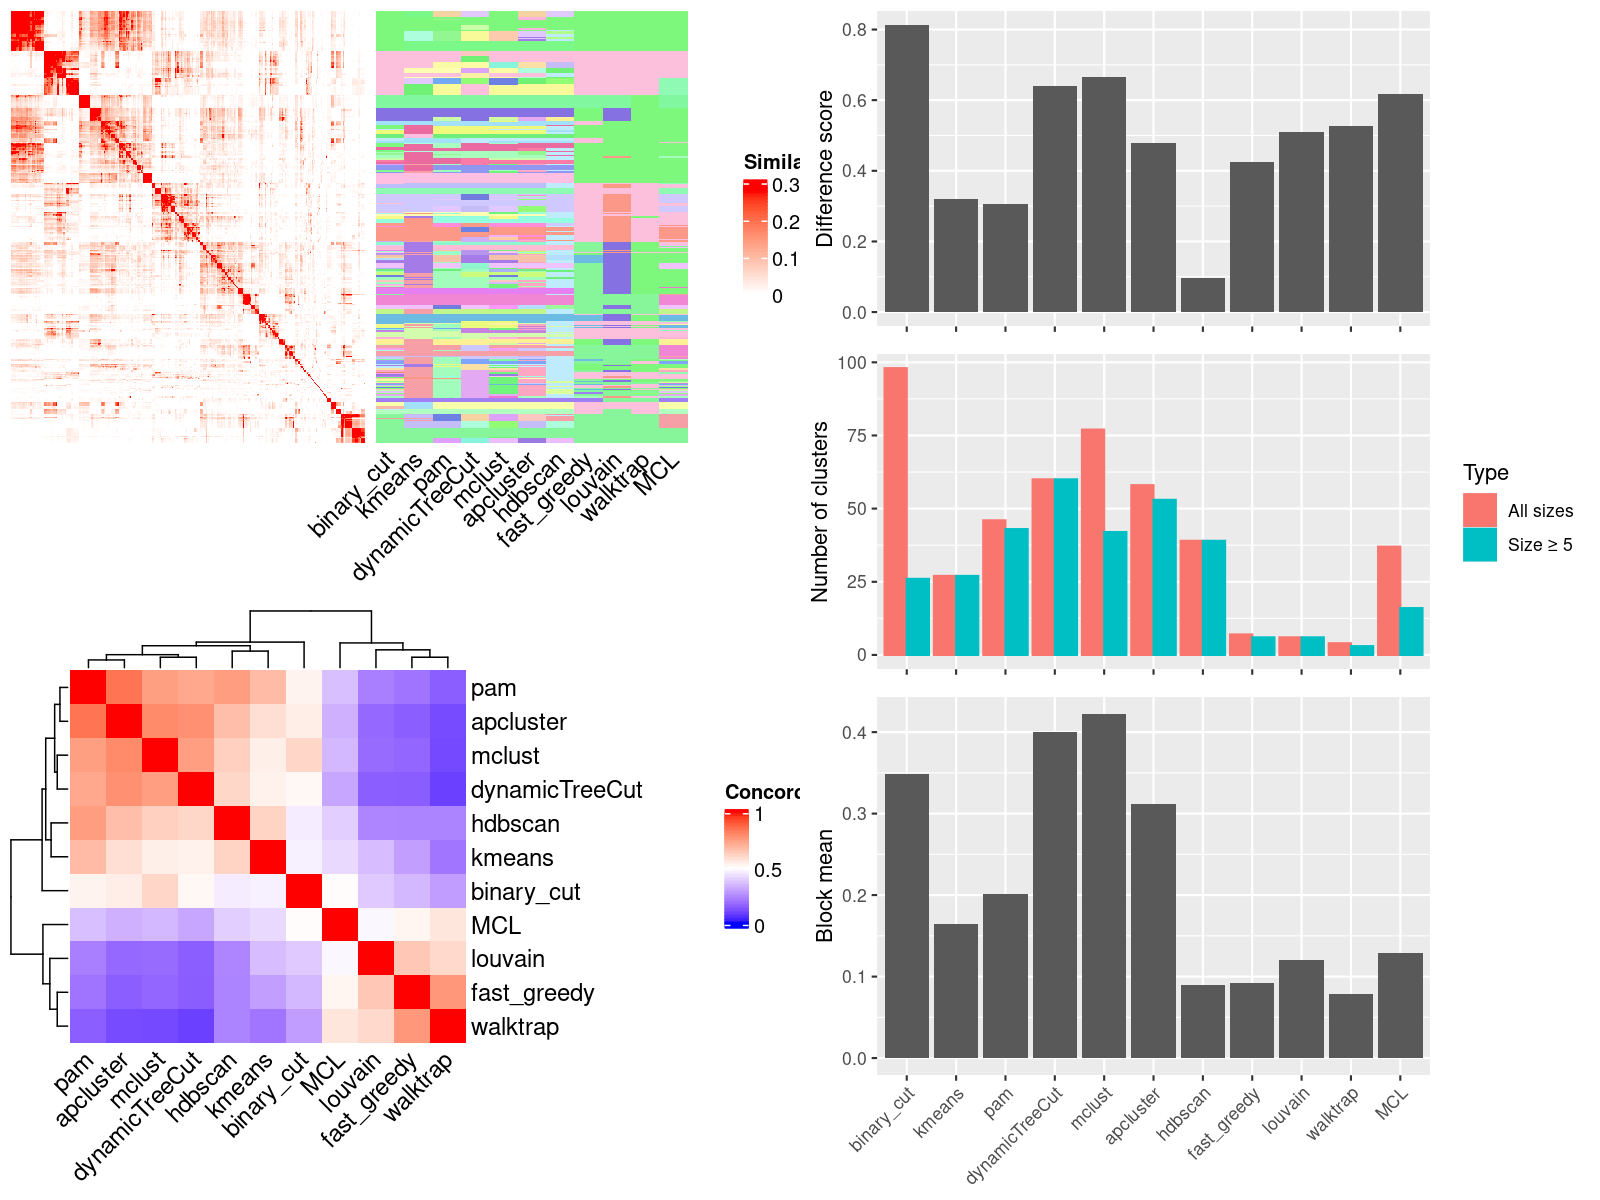 Simila
0.3
0.2
0.1
0
binary_cut
kmeans
pam
dynamicTreeCut
mclust
apcluster
hdbscan
fast_greedy
louvain
walktrap
MCL
pam
apcluster
mclust
dynamicTreeCut
hdbscan
kmeans
binary_cut
MCL
louvain
fast_greedy
walktrap
pam
apcluster
mclust
dynamicTreeCut
hdbscan
kmeans
binary_cut
MCL
louvain
fast_greedy
walktrap
Concorc
1
0.5
0
Difference score
0.8
0.6
0.4
0.2
0.0
Number of clusters
100
75
50
25
0
Type
All sizes
Size ≥ 5
Block mean
0.4
0.3
0.2
0.1
0.0
binary_cut
kmeans
pam
dynamicTreeCut
mclust
apcluster
hdbscan
fast_greedy
louvain
walktrap
MCL